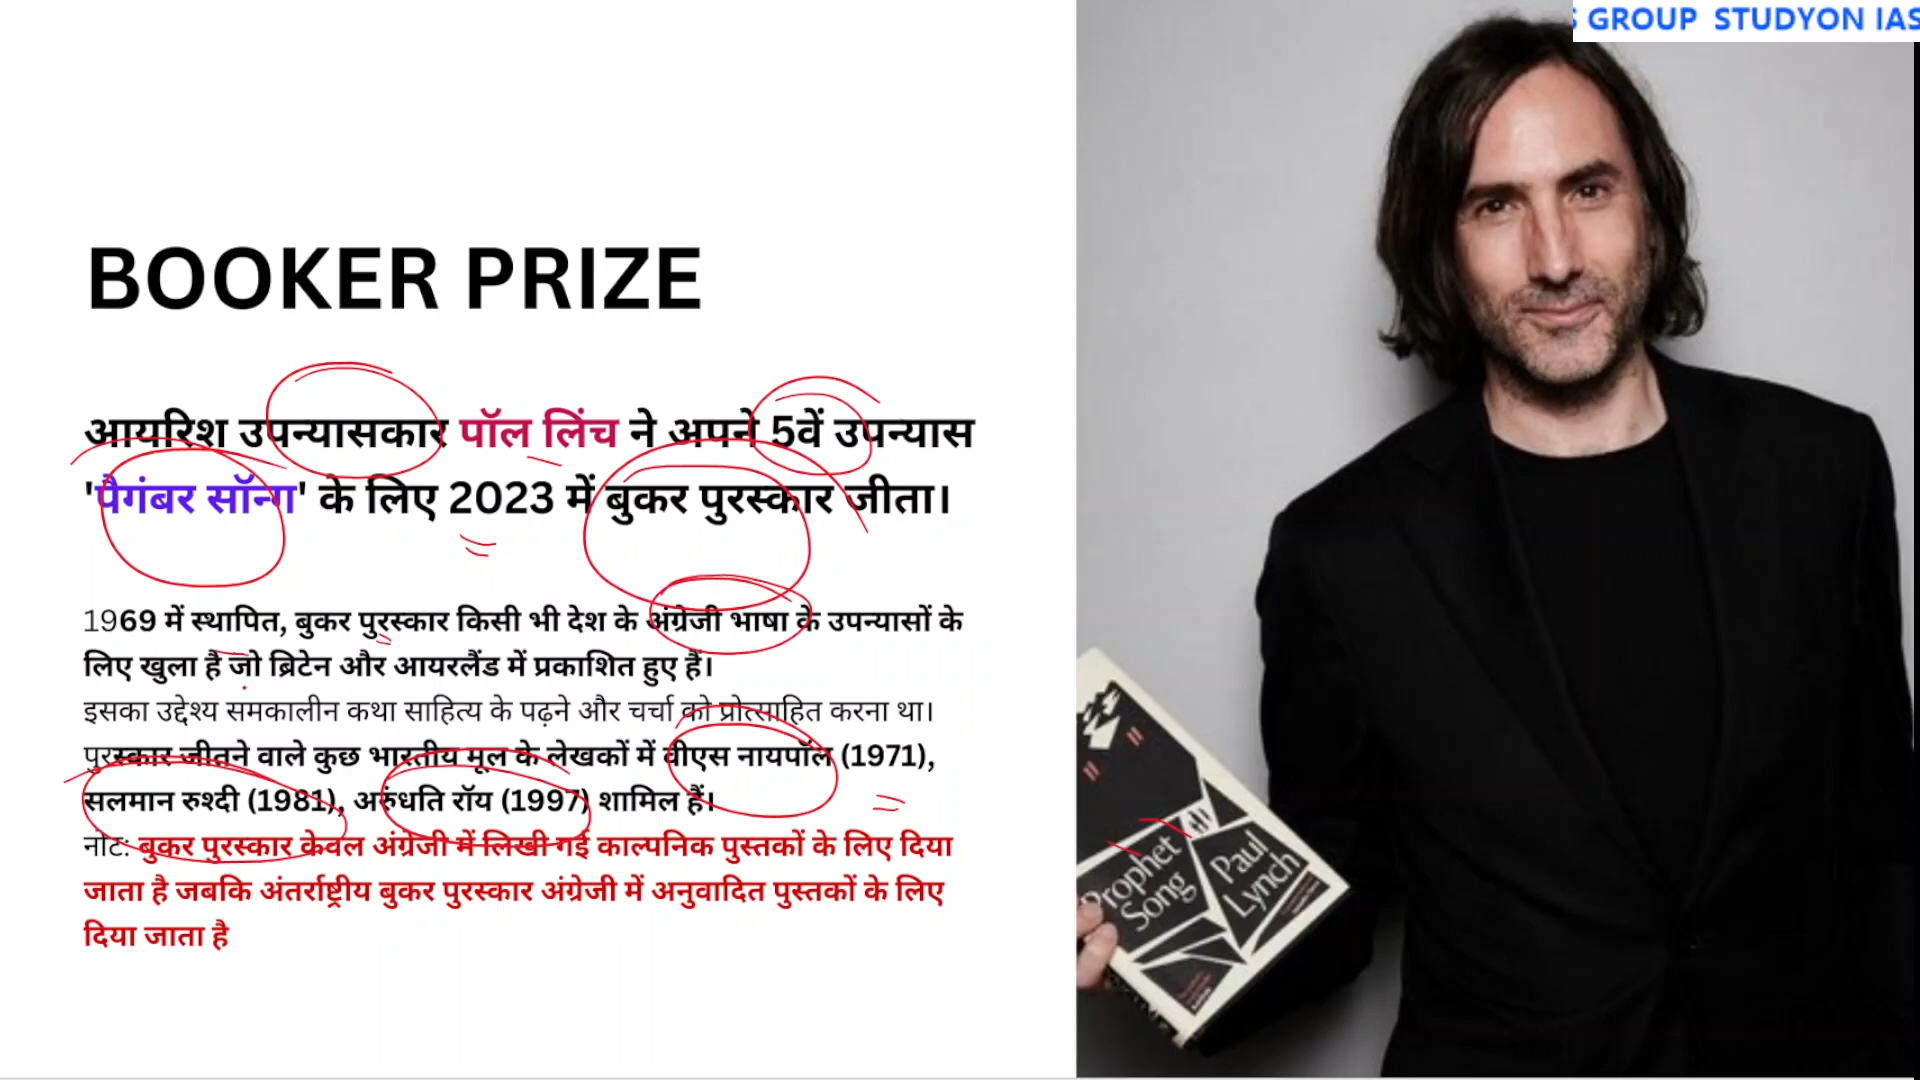 GROUP STUDYON IAS
BOOKER PRIZE
आयरिश उपन्यासकार पॉल लिंच ने अपने 5वें उपन्यास
'पैगंबर सॉन्ग' के लिए 2023 में बुकर पुरस्कार जीता।
1969 में स्थापित, बुकर पुरस्कार किसी भी देश के अंग्रेजी भाषा के उपन्यासों के
लिए खुला है जो ब्रिटेन और आयरलैंड में प्रकाशित हुए हैं।
इसका उद्देश्य समकालीन कथा साहित्य के पढ़ने और चर्चा को प्रोत्साहित करना था।
पुरस्कार जीतने वाले कुछ भारतीय मूल के लेखकों में वीएस नायपॉल (1971),
सलमान रुश्दी (1981), अरुंधति रॉय (1997) शामिल हैं।
नोट: बुकर पुरस्कार केवल अंग्रेजी में लिखी गई काल्पनिक पुस्तकों के लिए दिया
जाता है जबकि अंतर्राष्ट्रीय बुकर पुरस्कार अंग्रेजी में अनुवादित पुस्तकों के लिए
दिया जाता है
Prophet
Song
Paul
Lynch